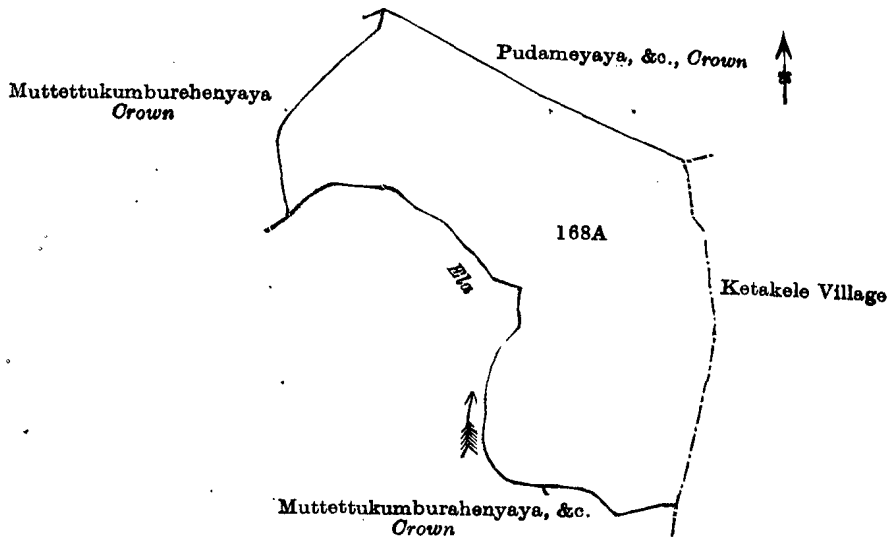 Pudameyaya, &c., Crown
Muttettukumburehenyaya
Crown
168A
Ela
Ketakele Village
Muttettukumburahenyaya, &c.
Crown